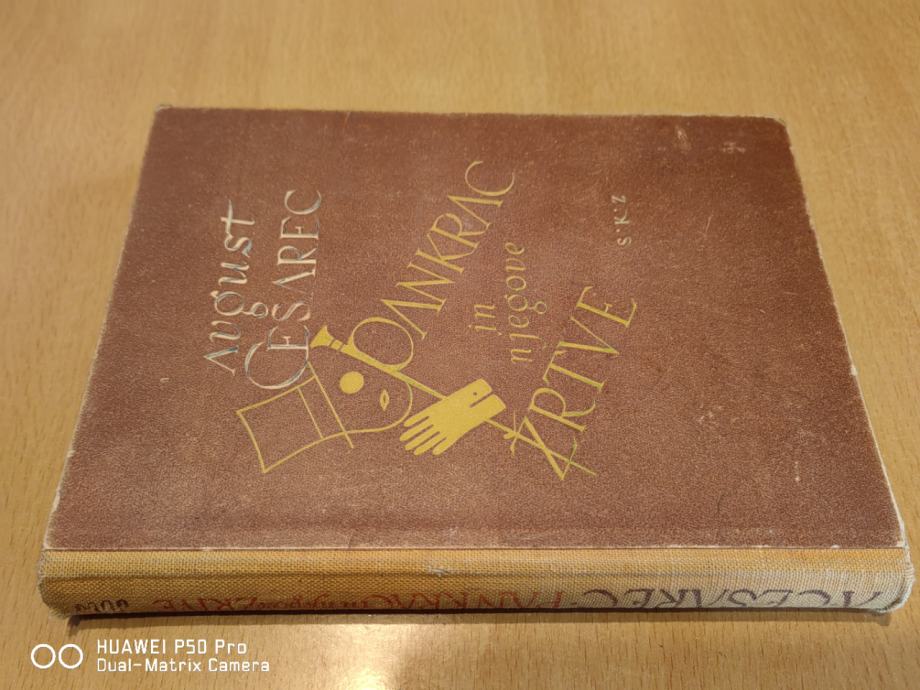 august
CESAREC
PANKRAC
in
njegove
ŽRTVE
S.K.Z
A.CESAREC: PANKRAC in njegove ŽRTVE
HUAWEI P50 Pro
Dual-Matrix Camera